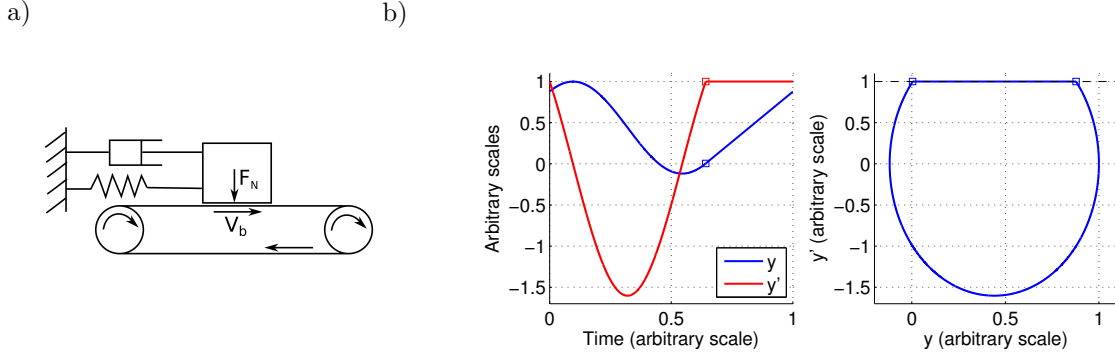 a)
b)
F_N
V_b
Arbitrary scales
1
0.5
0
−0.5
−1
−1.5
y
y'
0
0.5
1
Time (arbitrary scale)
y' (arbitrary scale)
1
0.5
0
−0.5
−1
−1.5
0
0.5
1
y (arbitrary scale)